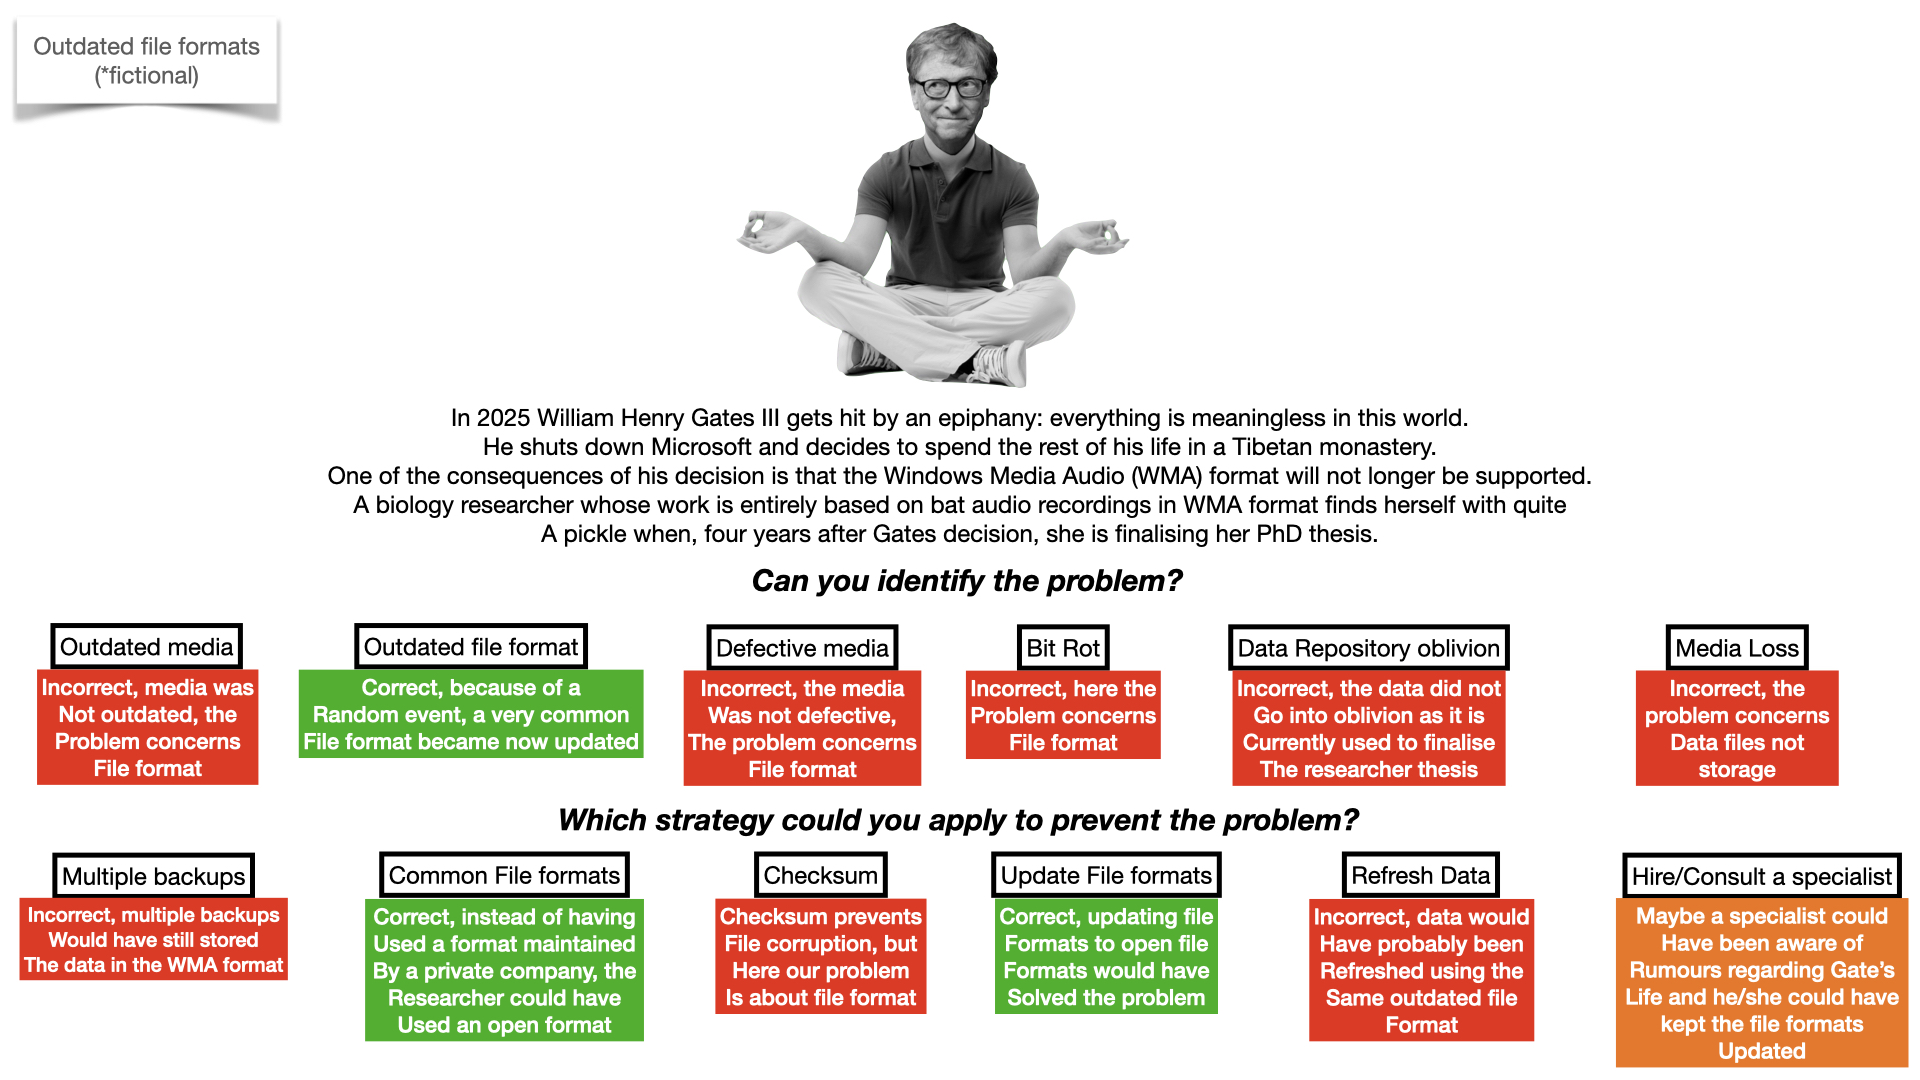 Outdated file formats
(*fictional)
In 2025 William Henry Gates III gets hit by an epiphany: everything is meaningless in this world.
He shuts down Microsoft and decides to spend the rest of his life in a Tibetan monastery.
One of the consequences of his decision is that the Windows Media Audio (WMA) format will not longer be supported.
A biology researcher whose work is entirely based on bat audio recordings in WMA format finds herself with quite
A pickle when, four years after Gates decision, she is finalising her PhD thesis.
Can you identify the problem?
Outdated media
Incorrect, media was
Not outdated, the
Problem concerns
File format
Outdated file format
Correct, because of a
Random event, a very common
File format became now updated
Defective media
Incorrect, the media
Was not defective,
The problem concerns
File format
Bit Rot
Incorrect, here the
Problem concerns
File format
Data Repository oblivion
Incorrect, the data did not
Go into oblivion as it is
Currently used to finalise
The researcher thesis
Media Loss
Incorrect, the
problem concerns
Data files not
storage
Which strategy could you apply to prevent the problem?
Multiple backups
Incorrect, multiple backups
Would have still stored
The data in the WMA format
Common File formats
Correct, instead of having
Used a format maintained
By a private company, the
Researcher could have
Used an open format
Checksum
Checksum prevents
File corruption, but
Here our problem
Is about file format
Update File formats
Correct, updating file
Formats to open file
Formats would have
Solved the problem
Refresh Data
Incorrect, data would
Have probably been
Refreshed using the
Same outdated file
Format
Hire/Consult a specialist
Maybe a specialist could
Have been aware of
Rumours regarding Gate's
Life and he/she could have
kept the file formats
Updated